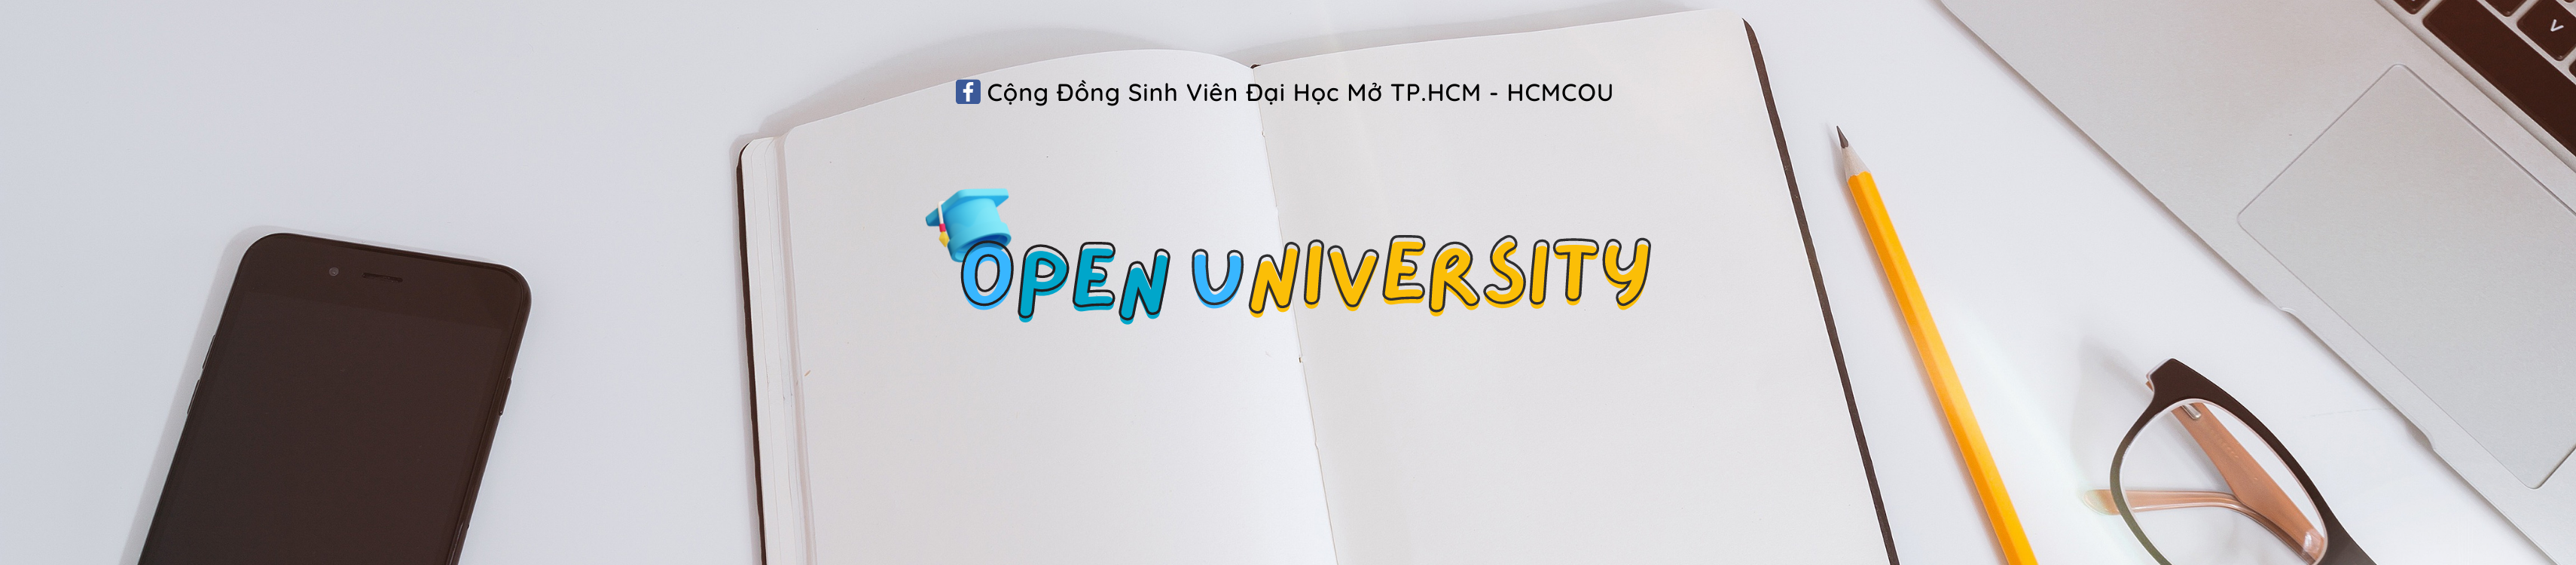 Cộng Đồng Sinh Viên Đại Học Mở TP.HCM - HCMCOU
OPEN UNIVERSITY